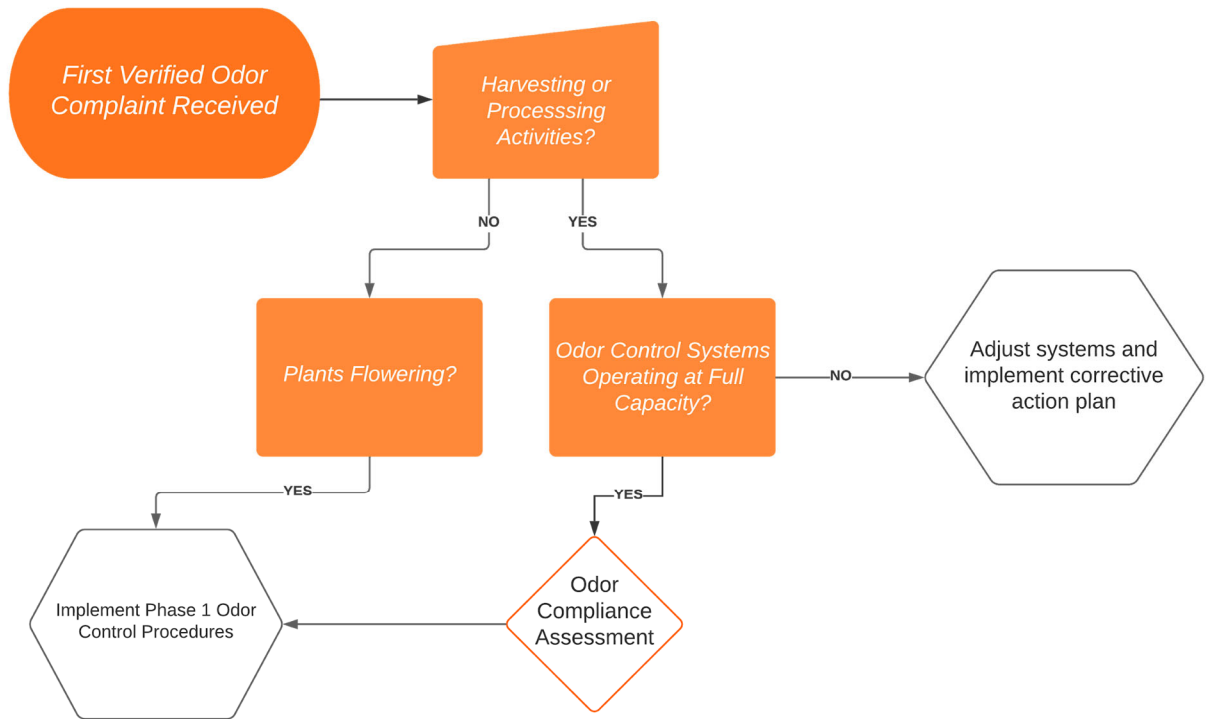 First Verified Odor
Complaint Received
Harvesting or
Processsing
Activities?
NO
YES
Plants Flowering?
Odor Control Systems
Operating at Full
Capacity?
NO
Adjust systems and
implement corrective
action plan
YES
YES
Implement Phase 1 Odor
Control Procedures
Odor
Compliance
Assessment